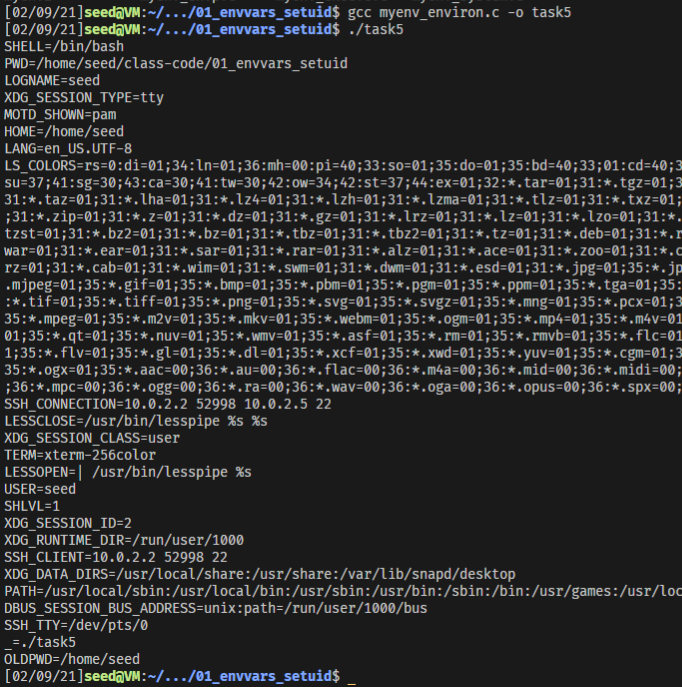 [02/09/21]seed@VM:~/.../01_envvars_setuid$ gcc myenv_environ.c -o task5
[02/09/21]seed@VM:~/.../01_envvars_setuid$ ./task5
SHELL=/bin/bash
PWD=/home/seed/class-code/01_envvars_setuid
LOGNAME=seed
XDG_SESSION_TYPE=tty
MOTD_SHOWN=pam
HOME=/home/seed
LANG=en_US.UTF-8
LS_COLORS=rs=0:di=01;34:ln=01;36:mh=00:pi=40;33:so=01;35:do=01;35:bd=40;33;01:cd=40;3
su=37;41:sg=30;43:ca=30;41:tw=30;42:ow=34;42:st=37;44:ex=01;32:*.tar=01;31:*.tgz=01;3
31:*.taz=01;31:*.lha=01;31:*.lz4=01;31:*.lzh=01;31:*.lzma=01;31:*.tlz=01;31:*.txz=01;
;31:*.zip=01;31:*.z=01;31:*.dz=01;31:*.gz=01;31:*.lrz=01;31:*.lz=01;31:*.lzo=01;31:*.
tzst=01;31:*.bz2=01;31:*.bz=01;31:*.tbz=01;31:*.tbz2=01;31:*.tz=01;31:*.deb=01;31:*.r
war=01;31:*.ear=01;31:*.sar=01;31:*.rar=01;31:*.alz=01;31:*.ace=01;31:*.zoo=01;31:*.c
rz=01;31:*.cab=01;31:*.wim=01;31:*.swm=01;31:*.dwm=01;31:*.esd=01;31:*.jpg=01;35:*.jp
.mjpeg=01;35:*.gif=01;35:*.bmp=01;35:*.pbm=01;35:*.pgm=01;35:*.ppm=01;35:*.tga=01;35:
:*.tif=01;35:*.tiff=01;35:*.png=01;35:*.svg=01;35:*.svgz=01;35:*.mng=01;35:*.pcx=01;3
35:*.mpeg=01;35:*.m2v=01;35:*.mkv=01;35:*.webm=01;35:*.ogm=01;35:*.mp4=01;35:*.m4v=01
01;35:*.qt=01;35:*.nuv=01;35:*.wmv=01;35:*.asf=01;35:*.rm=01;35:*.rmvb=01;35:*.flc=01
1;35:*.flv=01;35:*.gl=01;35:*.dl=01;35:*.xcf=01;35:*.xwd=01;35:*.yuv=01;35:*.cgm=01;3
35:*.ogx=01;35:*.aac=00;36:*.au=00;36:*.flac=00;36:*.m4a=00;36:*.mid=00;36:*.midi=00;
;36:*.mpc=00;36:*.ogg=00;36:*.ra=00;36:*.wav=00;36:*.oga=00;36:*.opus=00;36:*.spx=00;
SSH_CONNECTION=10.0.2.2 52998 10.0.2.5 22
LESSCLOSE=/usr/bin/lesspipe %s %s
XDG_SESSION_CLASS=user
TERM=xterm-256color
LESSOPEN=| /usr/bin/lesspipe %s
USER=seed
SHLVL=1
XDG_SESSION_ID=2
XDG_RUNTIME_DIR=/run/user/1000
SSH_CLIENT=10.0.2.2 52998 22
XDG_DATA_DIRS=/usr/local/share:/usr/share:/var/lib/snapd/desktop
PATH=/usr/local/sbin:/usr/local/bin:/usr/sbin:/usr/bin:/sbin:/bin:/usr/games:/usr/loc
DBUS_SESSION_BUS_ADDRESS=unix:path=/run/user/1000/bus
SSH_TTY=/dev/pts/0
_=./task5
OLDPWD=/home/seed
[02/09/21]seed@VM:~/.../01_envvars_setuid$ _